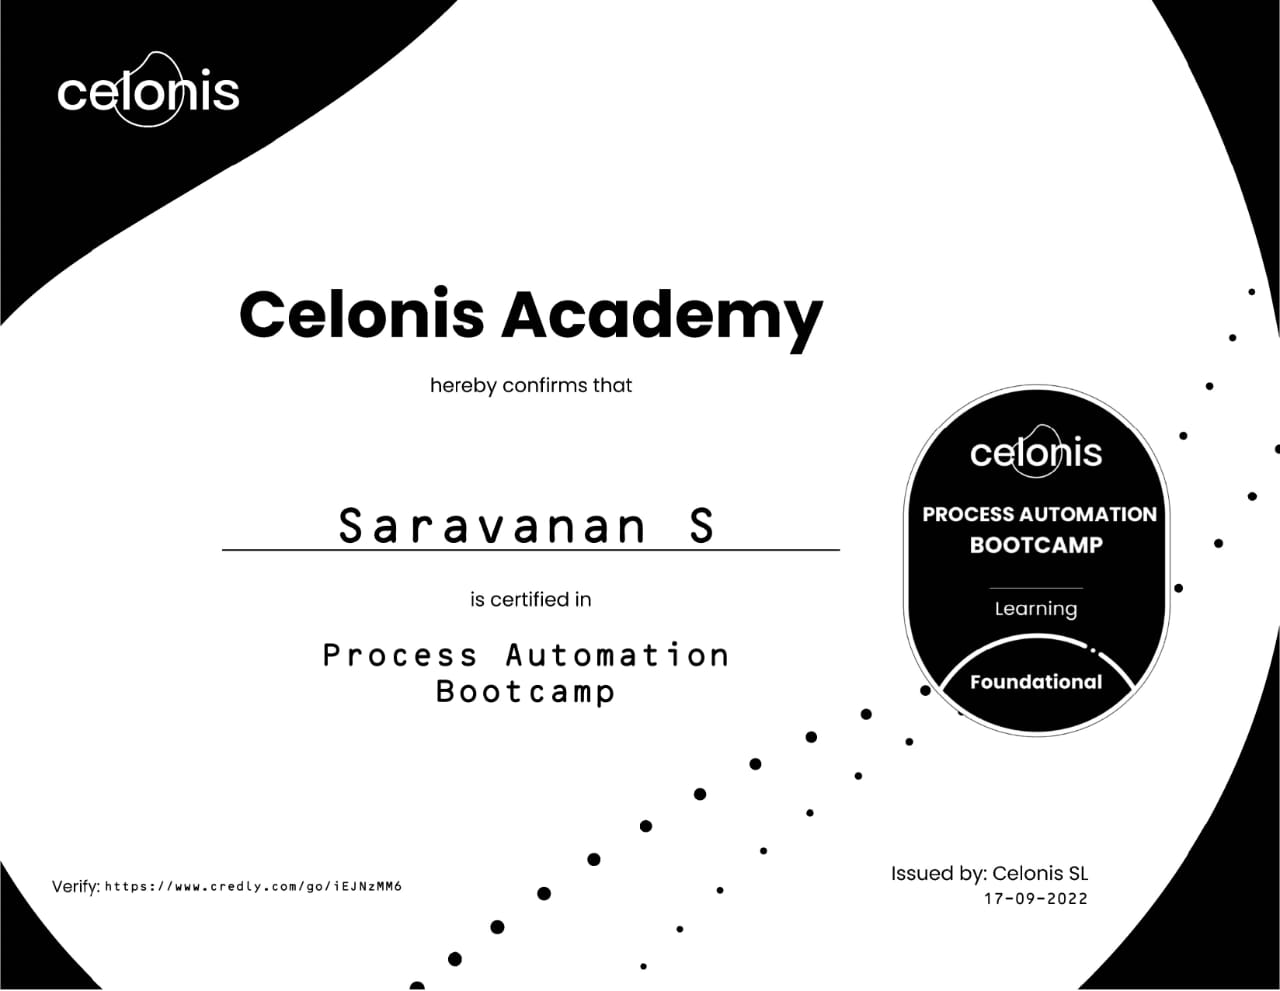 celonis
Celonis Academy
hereby confirms that
Saravanan S
is certified in
Process Automation
Bootcamp
celonis
PROCESS AUTOMATION
BOOTCAMP
Learning
Foundational
Verify: https://www.credly.com/go/iEJNzMM6
Issued by: Celonis SL
17-09-2022